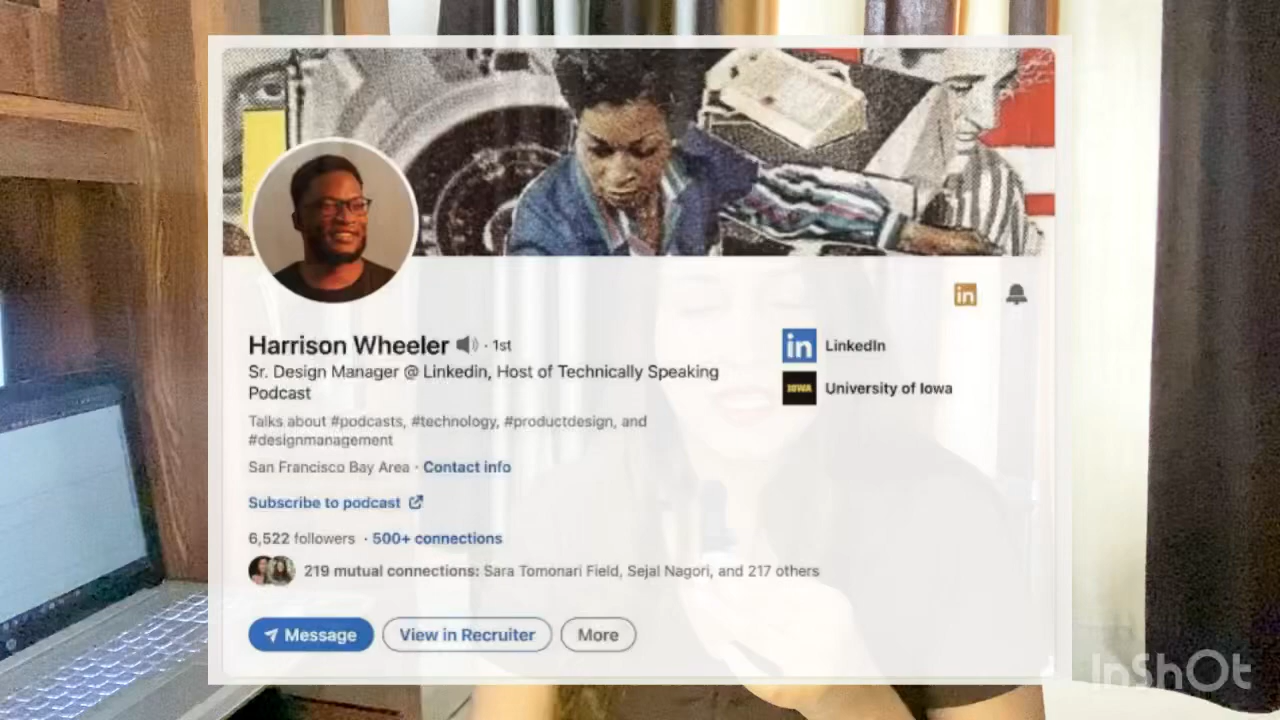 Harrison Wheeler · 1st
Sr. Design Manager @ Linkedin, Host of Technically Speaking
Podcast
Talks about #podcasts, #technology, #productdesign, and
#designmanagement
San Francisco Bay Area · Contact info
Subscribe to podcast
6,522 followers · 500+ connections
219 mutual connections: Sara Tomonari Field, Sejal Nagori, and 217 others
Message
View in Recruiter
More
in
in LinkedIn
IOWA University of Iowa
InShOt